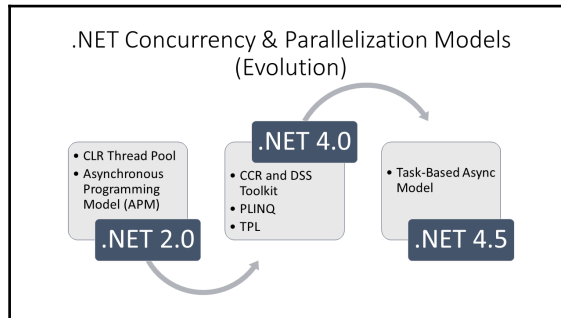 .NET Concurrency & Parallelization Models
(Evolution)
• CLR Thread Pool
• Asynchronous
Programming
Model (APM)
.NET 2.0
.NET 4.0
• CCR and DSS
Toolkit
• PLINQ
• TPL
• Task-Based Async
Model
.NET 4.5